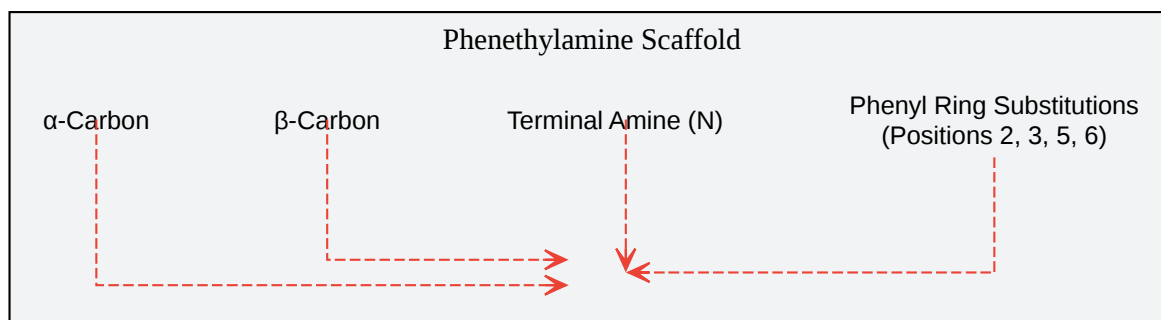 Phenethylamine Scaffold
α-Carbon
β-Carbon
Terminal Amine (N)
Phenyl Ring Substitutions
(Positions 2, 3, 5, 6)